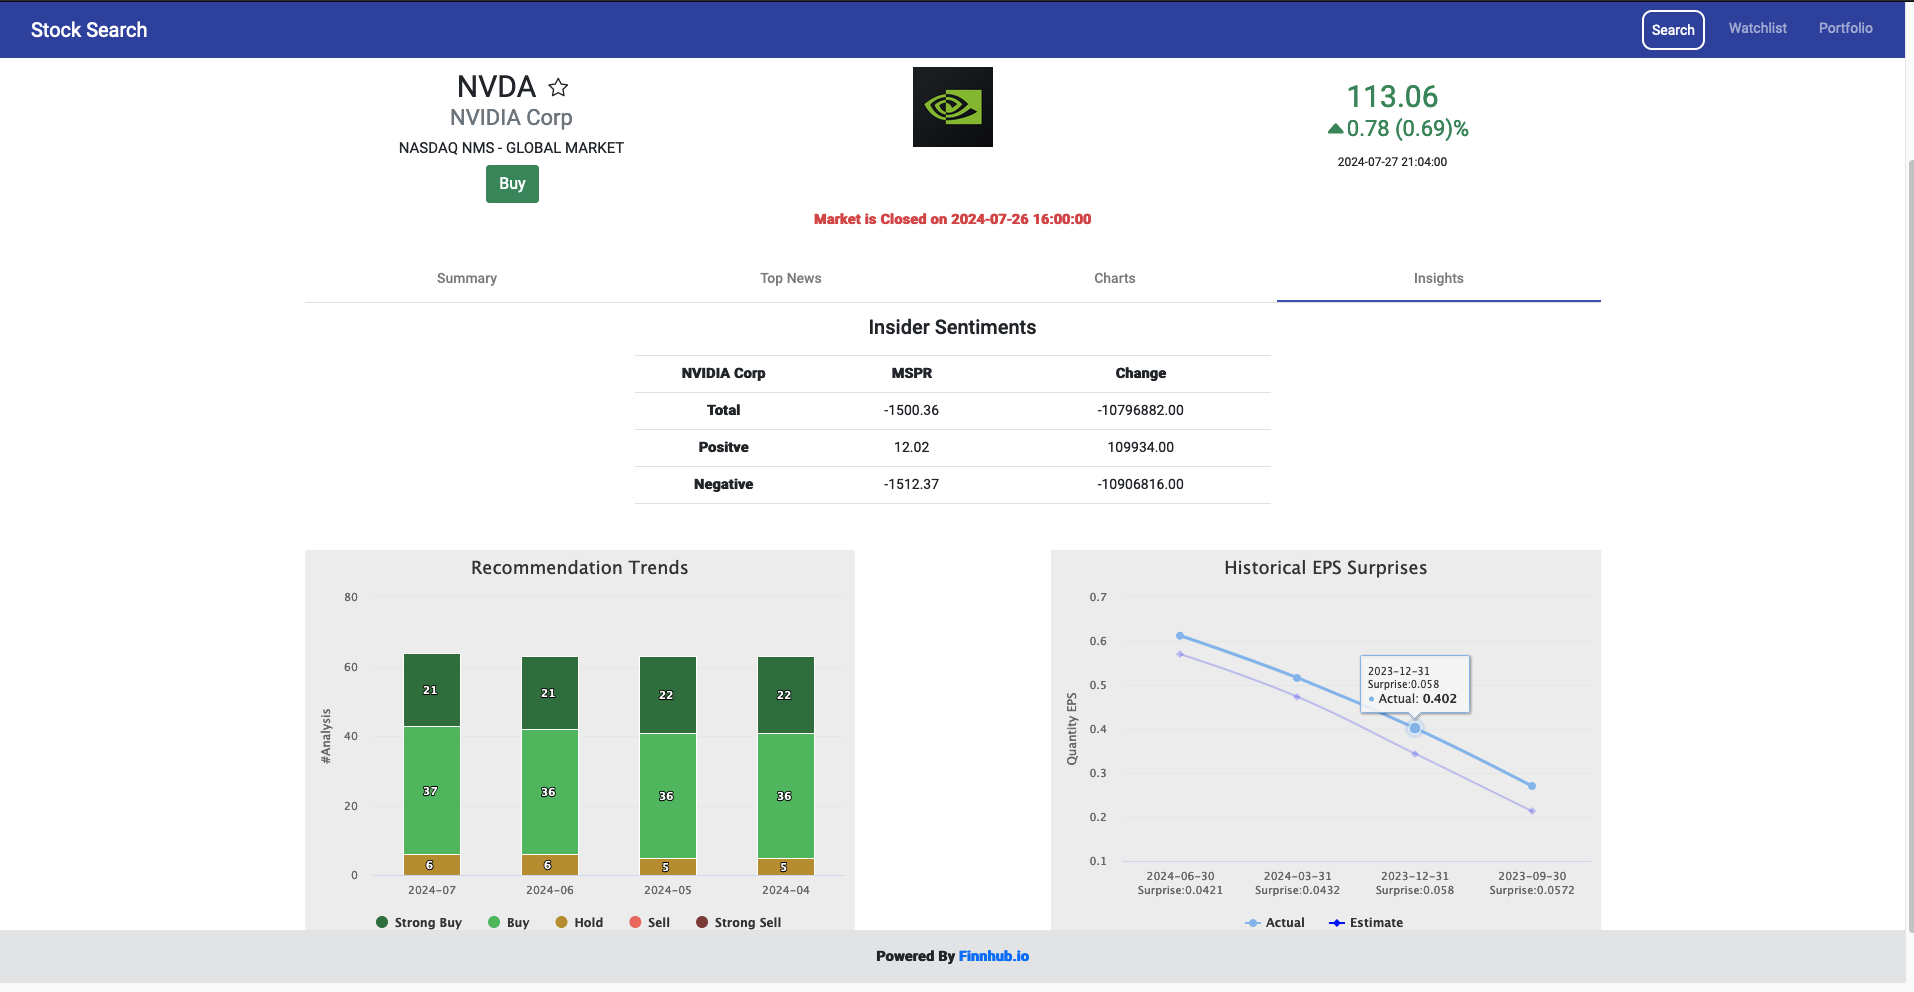 Stock Search
Search Watchlist Portfolio
NVDA
NVIDIA Corp
NASDAQ NMS - GLOBAL MARKET
Buy
113.06
0.78 (0.69)%
2024-07-27 21:04:00
Market is Closed on 2024-07-26 16:00:00
Summary Top News Charts Insights
Insider Sentiments
NVIDIA Corp MSPR Change
Total -1500.36 -10796882.00
Positve 12.02 109934.00
Negative -1512.37 -10906816.00
Recommendation Trends
#Analysis
80
60
40
20
0
21 21 22 22
37 36 36 36
6 6 5 5
2024-07 2024-06 2024-05 2024-04
Strong Buy Buy Hold Sell Strong Sell
Historical EPS Surprises
Quantity EPS
0.7
0.6
0.5
0.4
0.3
0.2
0.1
2023-12-31
Surprise:0.058
Actual: 0.402
2024-06-30 2024-03-31 2023-12-31 2023-09-30
Surprise:0.0421 Surprise:0.0432 Surprise:0.058 Surprise:0.0572
Actual Estimate
Powered By Finnhub.io